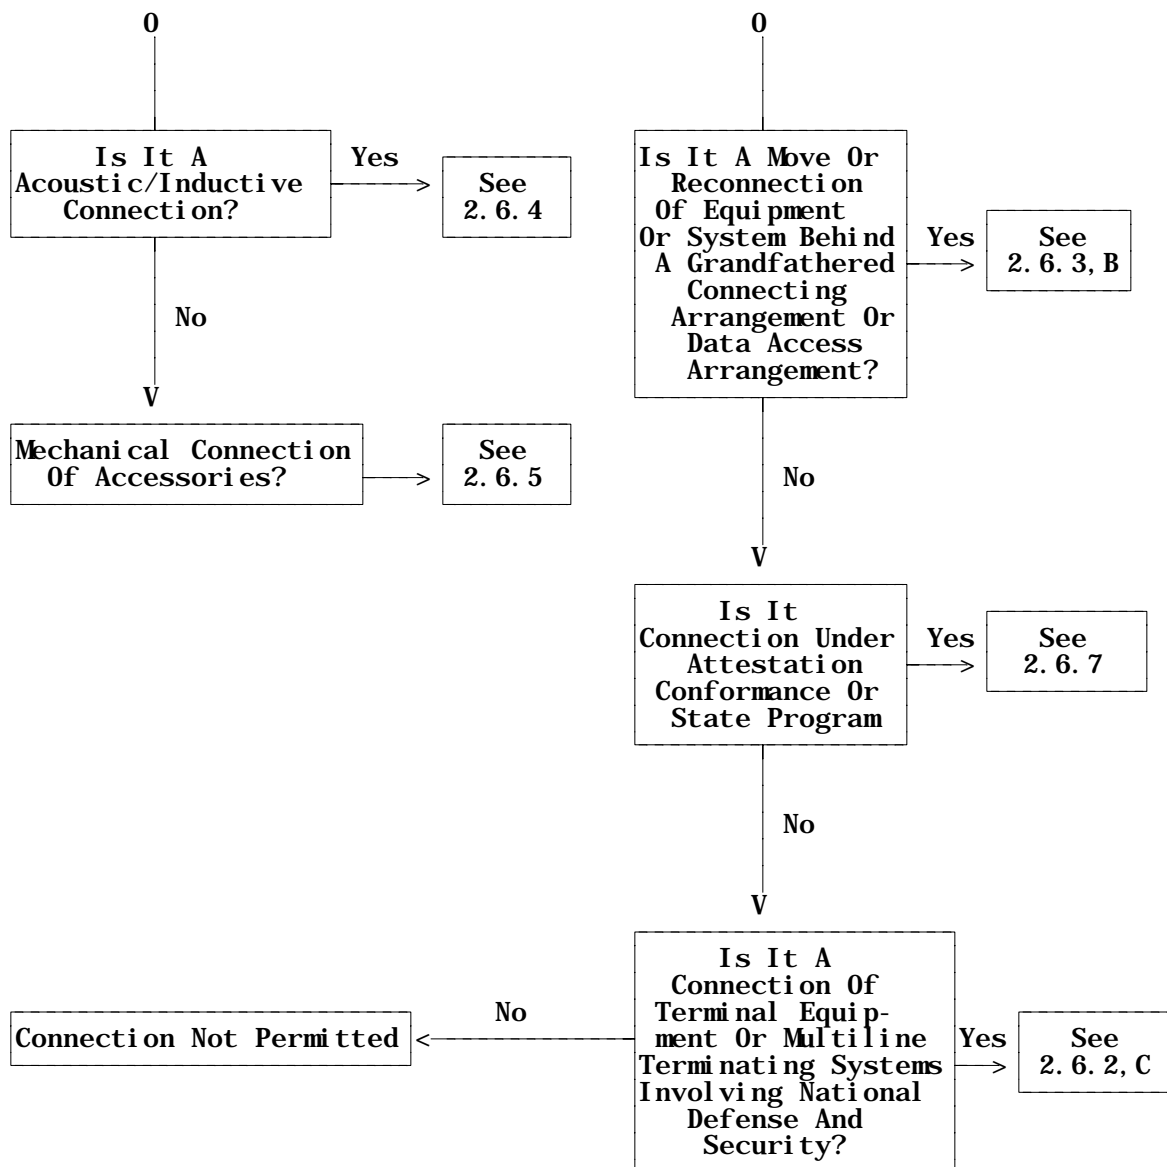 O
Is It A
Acoustic/Inductive
Connection?
Yes
See
2.6.4
No
V
Mechanical Connection
Of Accessories?
>
See
2.6.5
O
Is It A Move Or
Reconnection
Of Equipment
Or System Behind
A Grandfathered
Connecting
Arrangement Or
Data Access
Arrangement?
Yes
See
2.6.3,B
No
V
Is It
Connection Under
Attestation
Conformance Or
State Program
Yes
See
2.6.7
No
V
Is It A
Connection Of
Terminal Equip-
ment Or Multiline
Terminating Systems
Involving National
Defense And
Security?
Yes
See
2.6.2,C
No
Connection Not Permitted